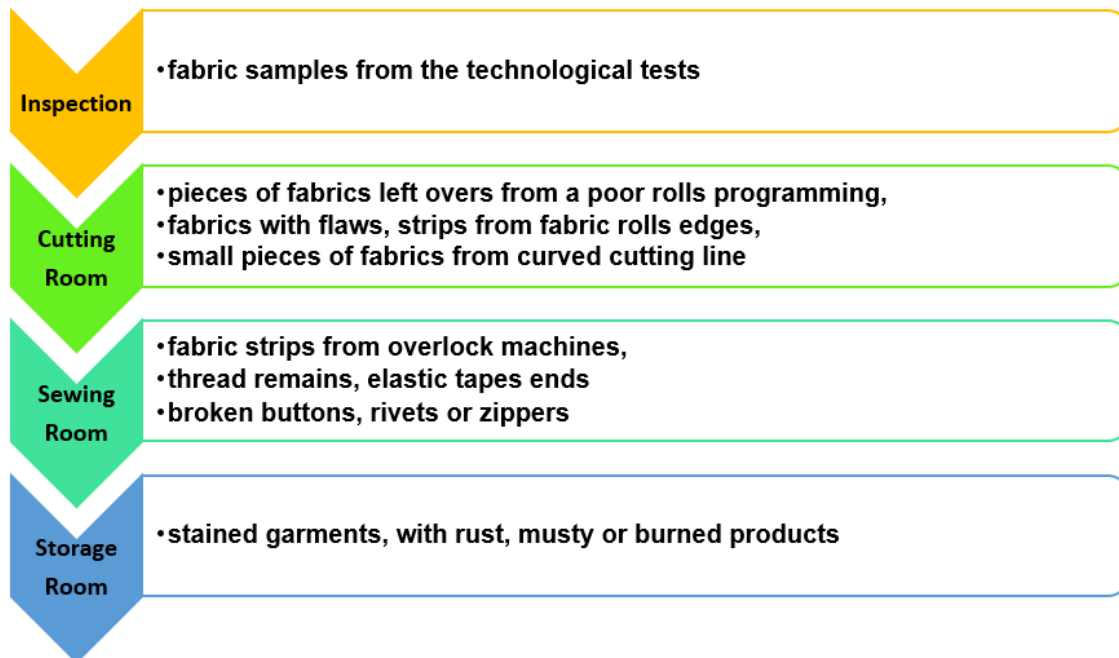 Inspection
•fabric samples from the technological tests
Cutting
Room
•pieces of fabrics left overs from a poor rolls programming,
•fabrics with flaws, strips from fabric rolls edges,
•small pieces of fabrics from curved cutting line
Sewing
Room
•fabric strips from overlock machines,
•thread remains, elastic tapes ends
•broken buttons, rivets or zippers
Storage
Room
•stained garments, with rust, musty or burned products